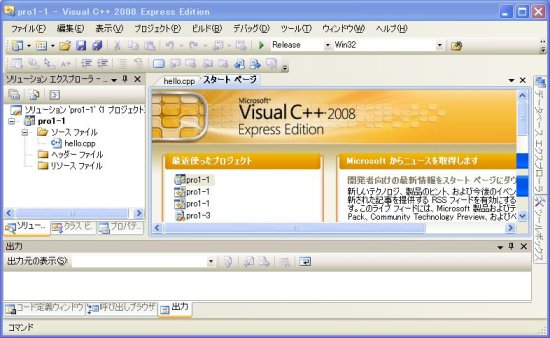 pro1-1 - Visual C++ 2008 Express Edition
ファイル(F) 編集(E) 表示(V) プロジェクト(P) ビルド(B) デバッグ(D) ツール(T) ウィンドウ(W) ヘルプ(H)
Release Win32
ソリューション エクスプローラ - ...
hello.cpp スタート ページ
ソリューション 'pro1-1' (1 プロジェクト
pro1-1
ソース ファイル
hello.cpp
ヘッダー ファイル
リソース ファイル
Microsoft
Visual C++ 2008
Express Edition
最近使ったプロジェクト
pro1-1
pro1-1
pro1-1
pro1-3
Microsoft からニュースを取得します
開発者向けの最新情報をスタート ページにダウ
新しいテクノロジ、製品のヒント、および今後のイベン
新された記事を提供する RSS フィードを有効にする
す。このライブ フィードには、Microsoft 製品およびテ
Pack、Community Technology Preview、および
ソリュー... クラス ビ... プロパテ...
データベース エクスプローラ
ツールボックス
出力
出力元の表示(S):
コード定義ウィンドウ 呼び出しブラウザ 出力
コマンド